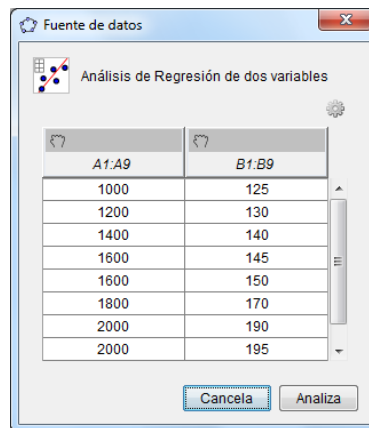 Fuente de datos
Análisis de Regresión de dos variables
A1:A9 B1:B9
1000 125
1200 130
1400 140
1600 145
1600 150
1800 170
2000 190
2000 195
Cancela Analiza